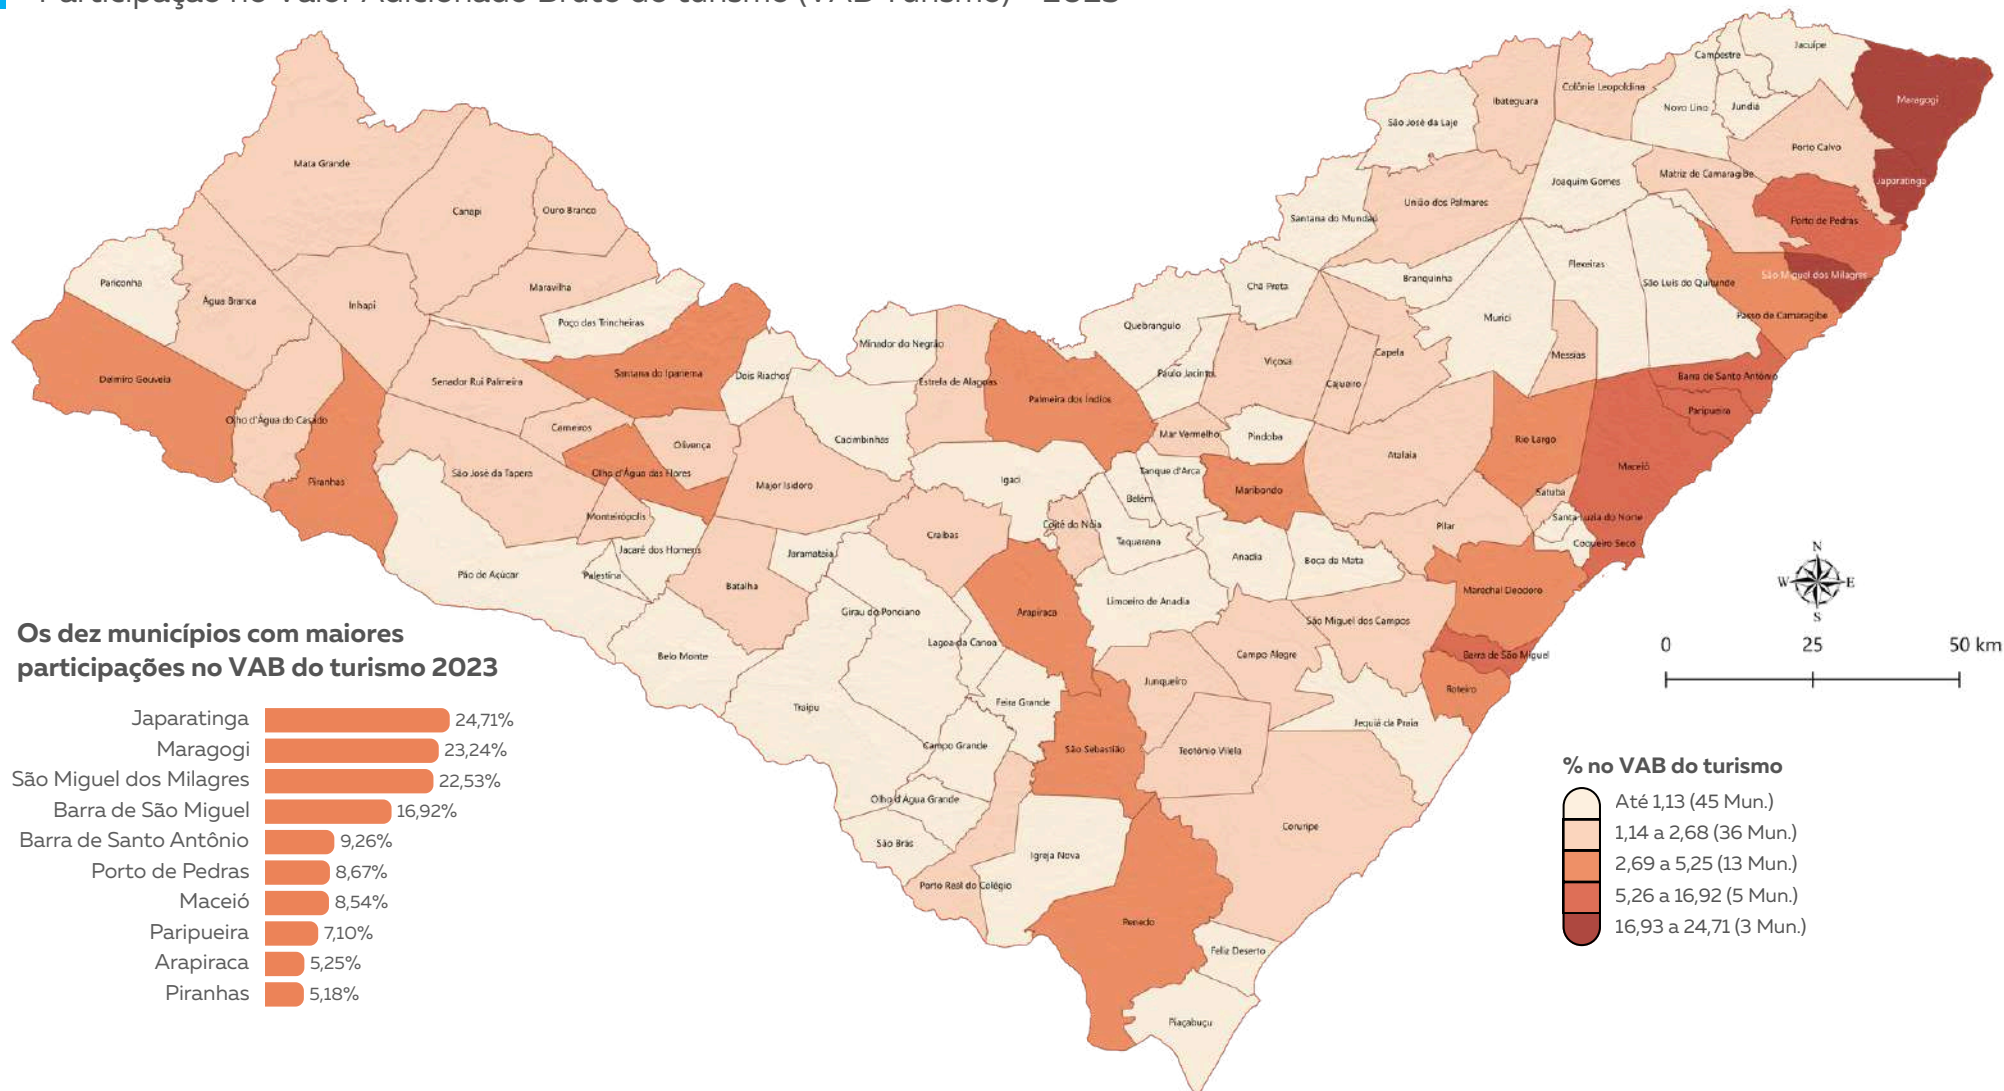 Participação no Valor Adicionado Bruto do turismo (VAB Turismo) - 2023
Jacuípe
Campestre
Maragogi
Ibateguara
Colônia Leopoldina
Novo Lino
Jundiá
São José da Laje
Porto Calvo
Mata Grande
Joaquim Gomes
Matriz de Camaragibe
Japaratinga
Canapi
Ouro Branco
União dos Palmares
Santana do Mundaú
Porto de Pedras
Pariconha
Água Branca
Inhapi
Maravilha
Chã Preta
Branquinha
Flexeiras
São Luís do Quitunde
São Miguel dos Milagres
Poço das Trincheiras
Quebrangulo
Murici
Passo de Camaragibe
Minador do Negrão
Delmiro Gouveia
Senador Rui Palmeira
Santana do Ipanema
Dois Riachos
Estrela de Alagoas
Paulo Jacinto
Viçosa
Cajueiro
Capela
Messias
Barra de Santo Antônio
Palmeira dos Índios
Paripueira
Olho d'Água do Casado
Carneiros
Olivença
Cacimbinhas
Mar Vermelho
Pindoba
Atalaia
Rio Largo
Maceió
Piranhas
São José da Tapera
Olho d'Água das Flores
Major Isidoro
Igaci
Tanque d'Arca
Belém
Maribondo
Satuba
Monteirópolis
Craíbas
Coité do Nóia
Pilar
Santa Luzia do Norte
Coqueiro Seco
Jacaré dos Homens
Jaramataia
Taquarana
Anadia
Boca da Mata
Pão de Açúcar
Palestina
Batalha
Girau do Ponciano
Arapiraca
Limoeiro de Anadia
Marechal Deodoro
São Miguel dos Campos
Belo Monte
Lagoa da Canoa
Campo Alegre
Barra de São Miguel
Junqueiro
Roteiro
Traipu
Feira Grande
Jequiá da Praia
Campo Grande
São Sebastião
Teotônio Vilela
Olho d'Água Grande
Coruripe
São Brás
Igreja Nova
Porto Real do Colégio
Penedo
Feliz Deserto
Piaçabuçu
N
W E
S
0 25 50 km
Os dez municípios com maiores
participações no VAB do turismo 2023
Japaratinga 24,71%
Maragogi 23,24%
São Miguel dos Milagres 22,53%
Barra de São Miguel 16,92%
Barra de Santo Antônio 9,26%
Porto de Pedras 8,67%
Maceió 8,54%
Paripueira 7,10%
Arapiraca 5,25%
Piranhas 5,18%
% no VAB do turismo
Até 1,13 (45 Mun.)
1,14 a 2,68 (36 Mun.)
2,69 a 5,25 (13 Mun.)
5,26 a 16,92 (5 Mun.)
16,93 a 24,71 (3 Mun.)